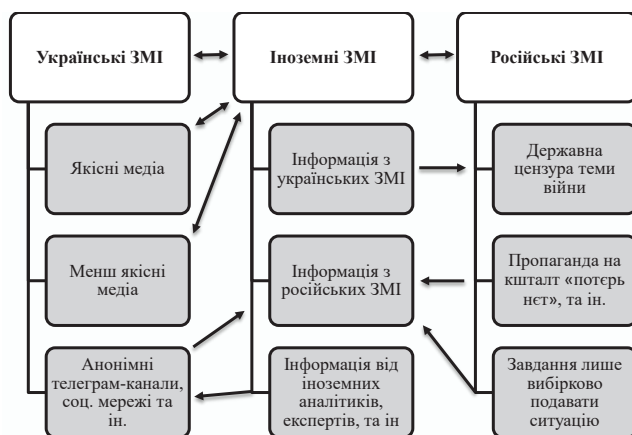 Українські ЗМІ
Іноземні ЗМІ
Російські ЗМІ
Якісні медіа
Інформація з
українських ЗМІ
Державна
цензура теми
війни
Менш якісні
медіа
Інформація з
російських ЗМІ
Пропаганда на
кшталт «потєрь
нєт», та ін.
Анонімні
телеграм-канали,
соц. мережі та
ін.
Інформація від
іноземних
аналітиків,
експертів, та ін
Завдання лише
вибірково
подавати
ситуацію